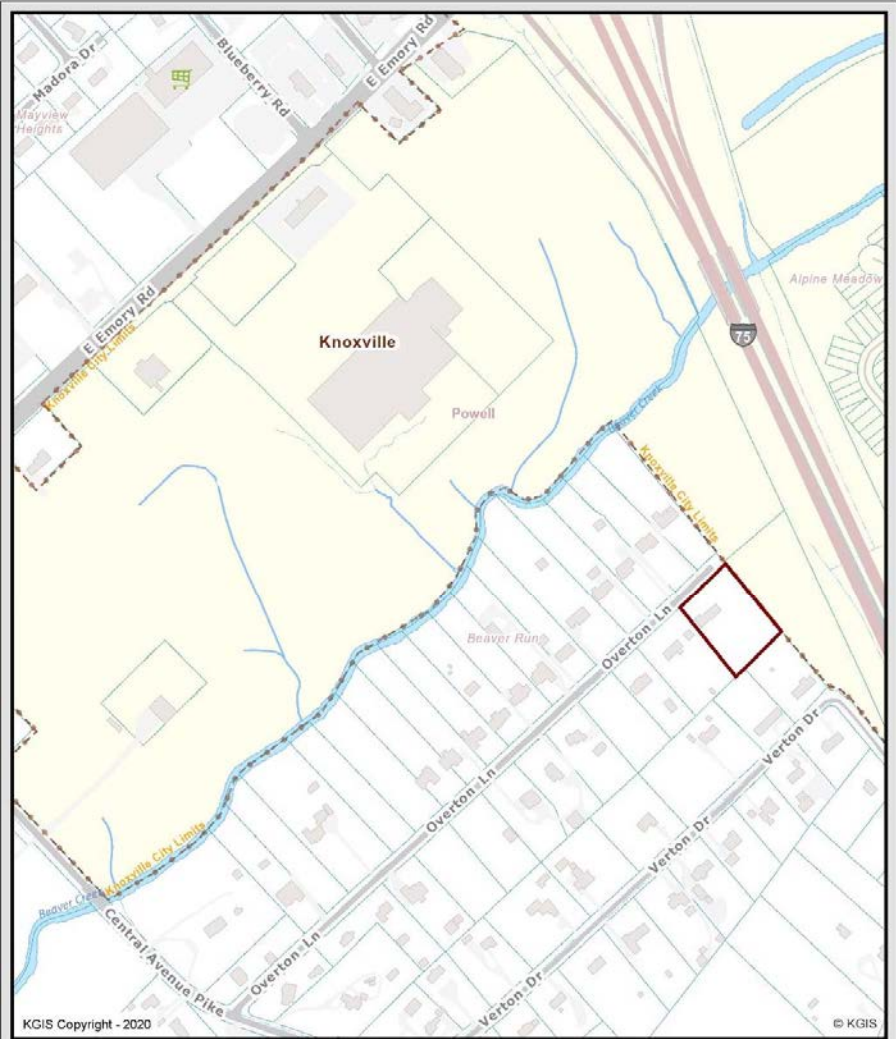 Madora Dr
Blueberry Rd
E Emory Rd
Mayview
Heights
E Emory Rd
Knoxville City Limits
Knoxville
Powell
75
Alpine Meadow
Beaver Creek
Knoxville City Limits
Beaver Run
Overton Ln
Verton Dr
Overton Ln
Verton Dr
Knoxville City Limits
Beaver Creek
Central Avenue Pike
Overton Ln
Verton Dr
KGIS Copyright - 2020
© KGIS